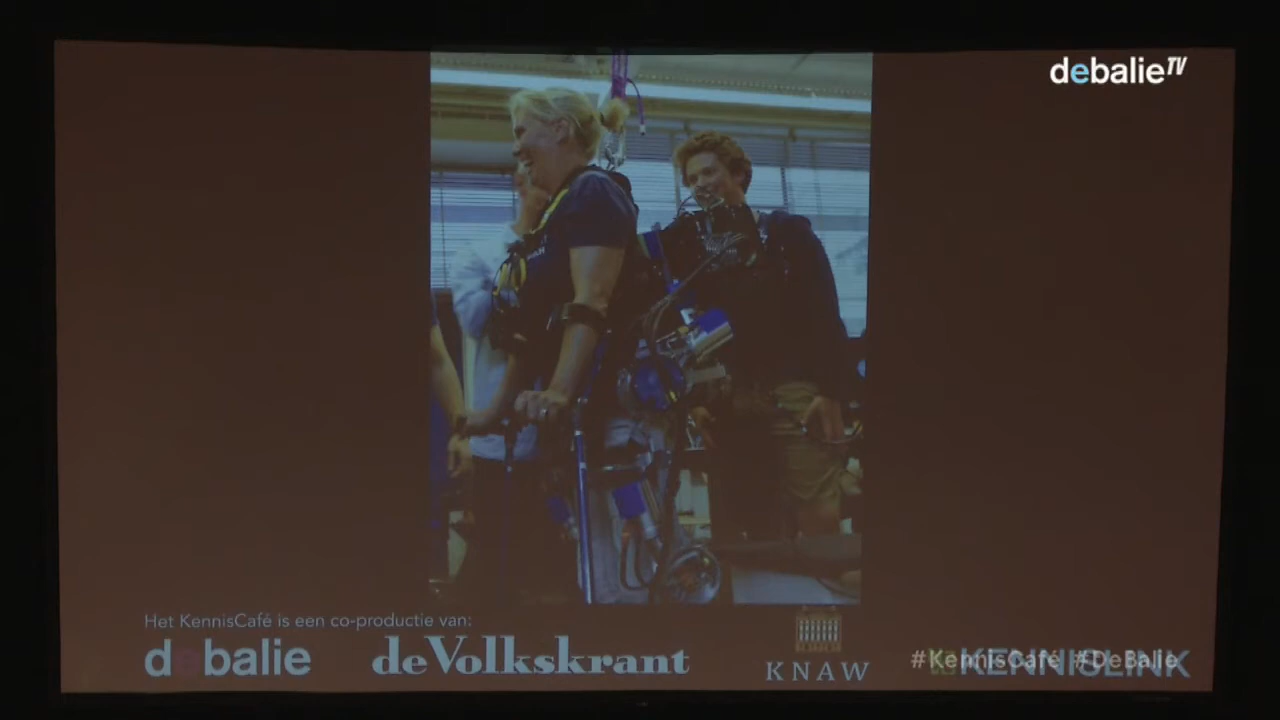 debalieTV
Het KennisCafé is een co-productie van:
debalie
deVolkskrant
KNAW
KENNISLINK
#KennisCafé #DeBalie